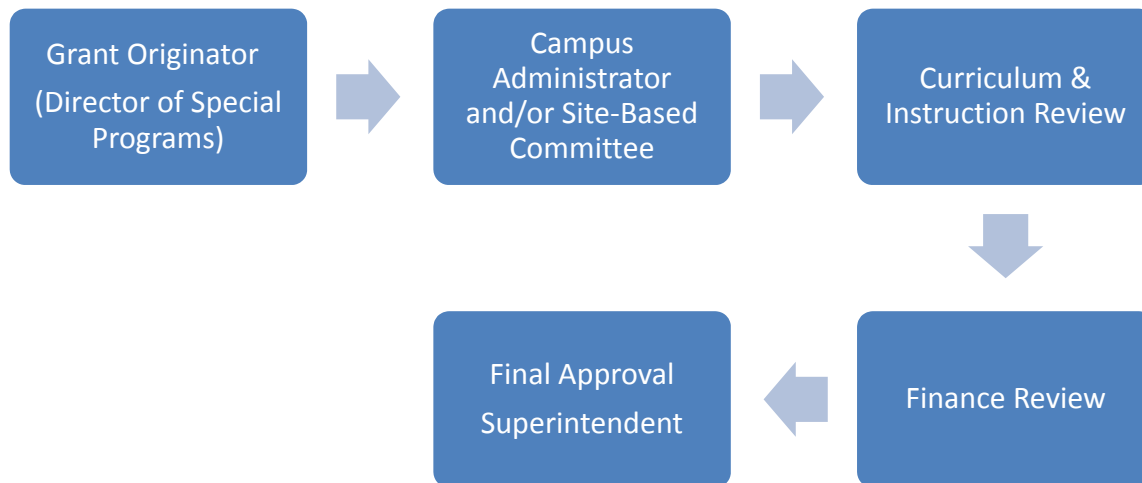 Grant Originator
(Director of Special
Programs)
Campus
Administrator
and/or Site-Based
Committee
Curriculum &
Instruction Review
Finance Review
Final Approval
Superintendent